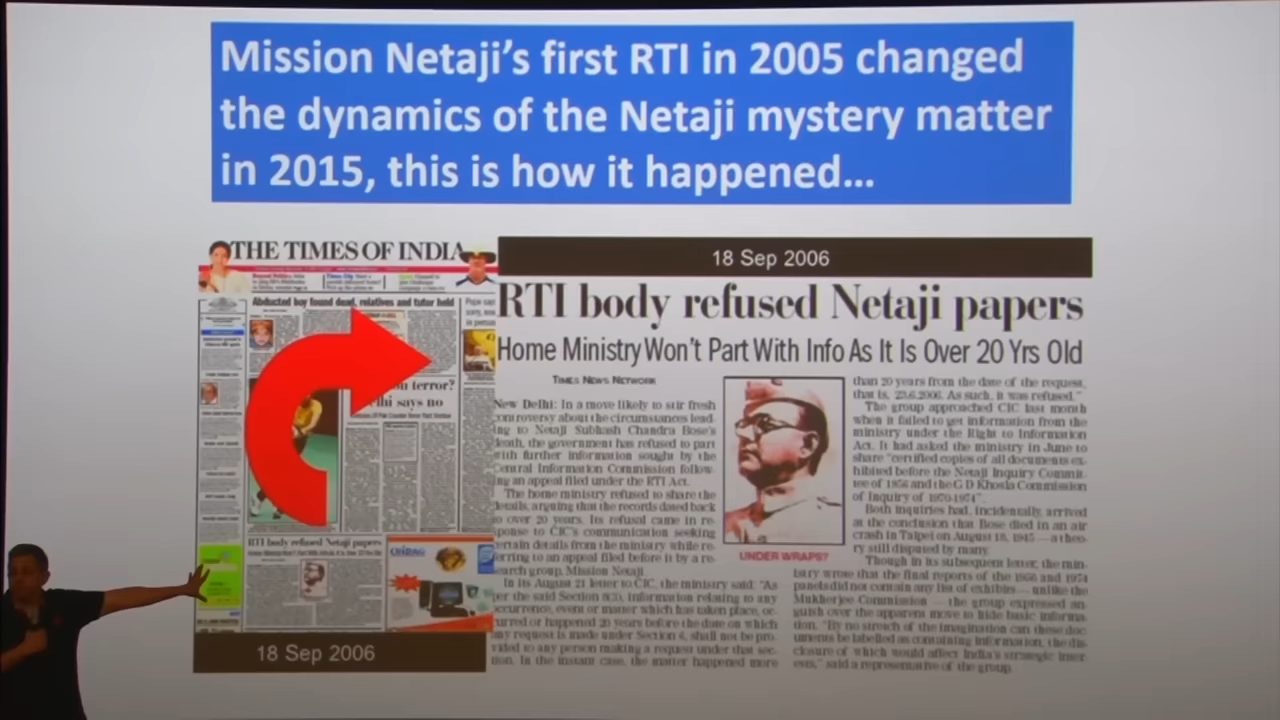 Mission Netaji's first RTI in 2005 changed
the dynamics of the Netaji mystery matter
in 2015, this is how it happened...
THE TIMES OF INDIA
Abducted boy found dead, relatives and tutor held
terror?
says no
RTI body refused Netaji papers
Home Ministry Won't Part With Info As It Is Over 20 Yrs Old
18 Sep 2006
18 Sep 2006
RTI body refused Netaji papers
Home Ministry Won't Part With Info As It Is Over 20 Yrs Old
TIMES NEWS NETWORK
New Delhi: In a move likely to stir fresh
controversy about the circumstances lead-
ing to Netaji Subhash Chandra Bose's
death, the government has refused to part
with further information sought by the
Central Information Commission follow-
ing an appeal filed under the RTI Act.
The home ministry refused to share the
details, arguing that the records dated back
to over 20 years. Its refusal came in re-
sponse to CIC's communication seeking
certain details from the ministry while re-
ferring to an appeal filed before it by a re-
search group, Mission Netaji.
In its August 21 letter to CIC, the ministry said: "As
per the said Section 8(3), information relating to any
occurrence, event or matter which has taken place, oc-
curred or happened 20 years before the date on which
any request is made under Section 6, shall not be pro-
vided to any person making a request under that sec-
tion. In the instant case, the matter happened more
UNDER WRAPS?
than 20 years from the date of the request,
that is, 23.6.2006. As such, it was refused."
The group approached CIC last month
when it failed to get information from the
ministry under the Right to Information
Act. It had asked the ministry in June to
share "certified copies of all documents ex-
hibited before the Netaji Inquiry Commit-
tee of 1956 and the G D Khosla Commission
of Inquiry of 1970-1974".
Both inquiries had, incidentally, arrived
at the conclusion that Bose died in an air
crash in Taipei on August 18, 1945 — a theo-
ry still disputed by many.
Though in its subsequent letter, the min-
istry wrote that the final reports of the 1956 and 1974
panels did not contain any list of exhibits — unlike the
Mukherjee Commission — the group expressed an-
guish over the apparent move to hide basic informa-
tion. "By no stretch of the imagination can these doc-
uments be labelled as containing information, the dis-
closure of which would affect India's strategic inter-
ests," said a representative of the group.